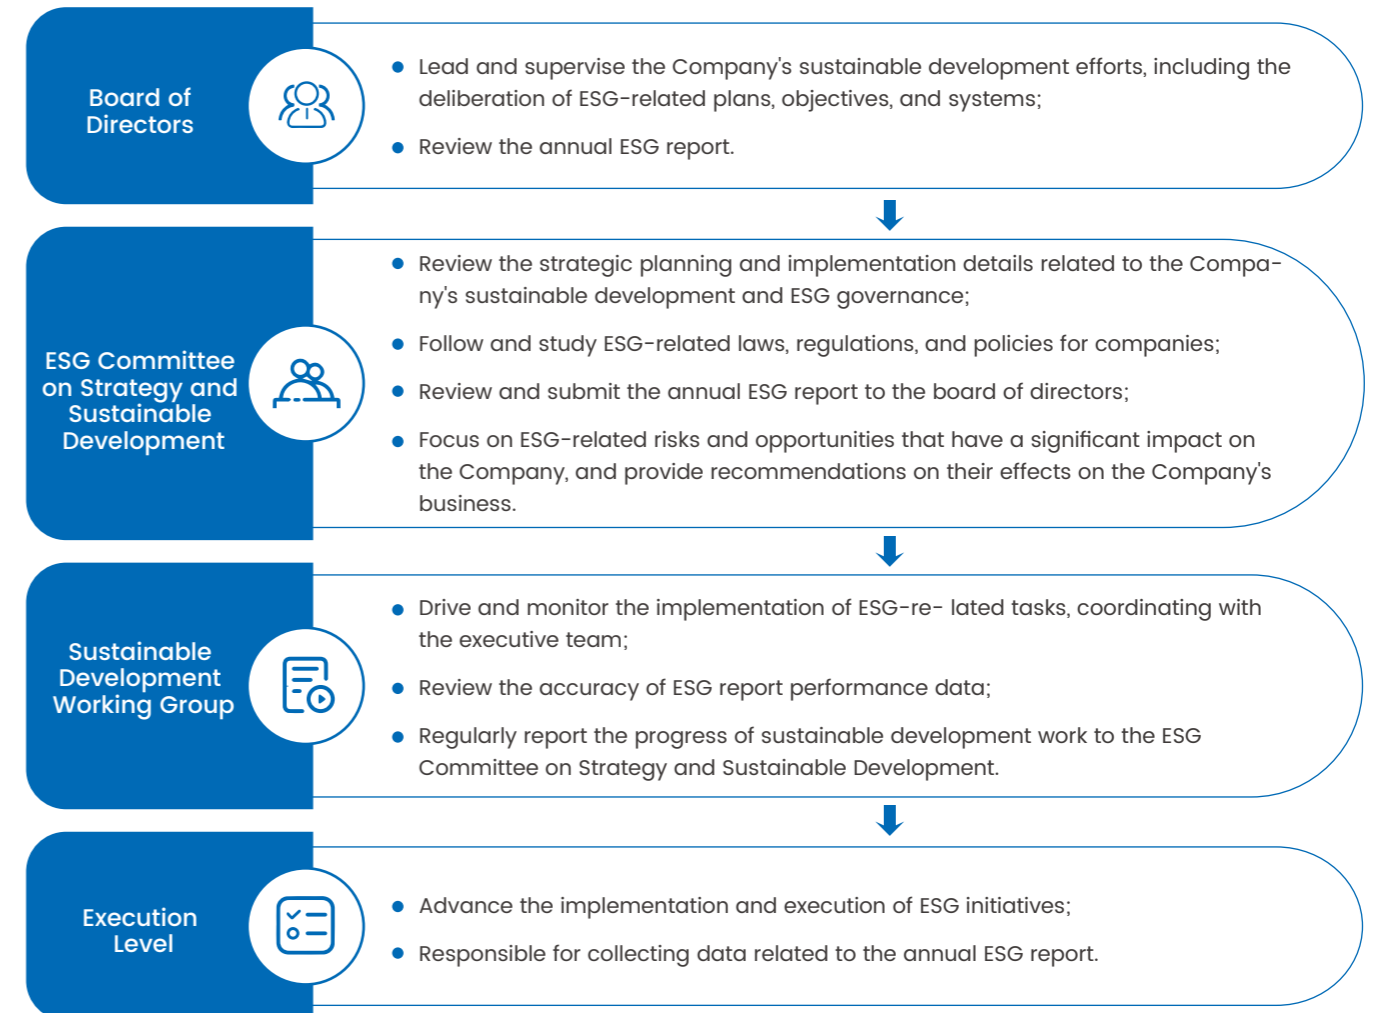 Board of
Directors
Lead and supervise the Company's sustainable development efforts, including the
deliberation of ESG-related plans, objectives, and systems;
Review the annual ESG report.
ESG Committee
on Strategy and
Sustainable
Development
Review the strategic planning and implementation details related to the Compa-
ny's sustainable development and ESG governance;
Follow and study ESG-related laws, regulations, and policies for companies;
Review and submit the annual ESG report to the board of directors;
Focus on ESG-related risks and opportunities that have a significant impact on
the Company, and provide recommendations on their effects on the Company's
business.
Sustainable
Development
Working Group
Drive and monitor the implementation of ESG-re- lated tasks, coordinating with
the executive team;
Review the accuracy of ESG report performance data;
Regularly report the progress of sustainable development work to the ESG
Committee on Strategy and Sustainable Development.
Execution
Level
Advance the implementation and execution of ESG initiatives;
Responsible for collecting data related to the annual ESG report.